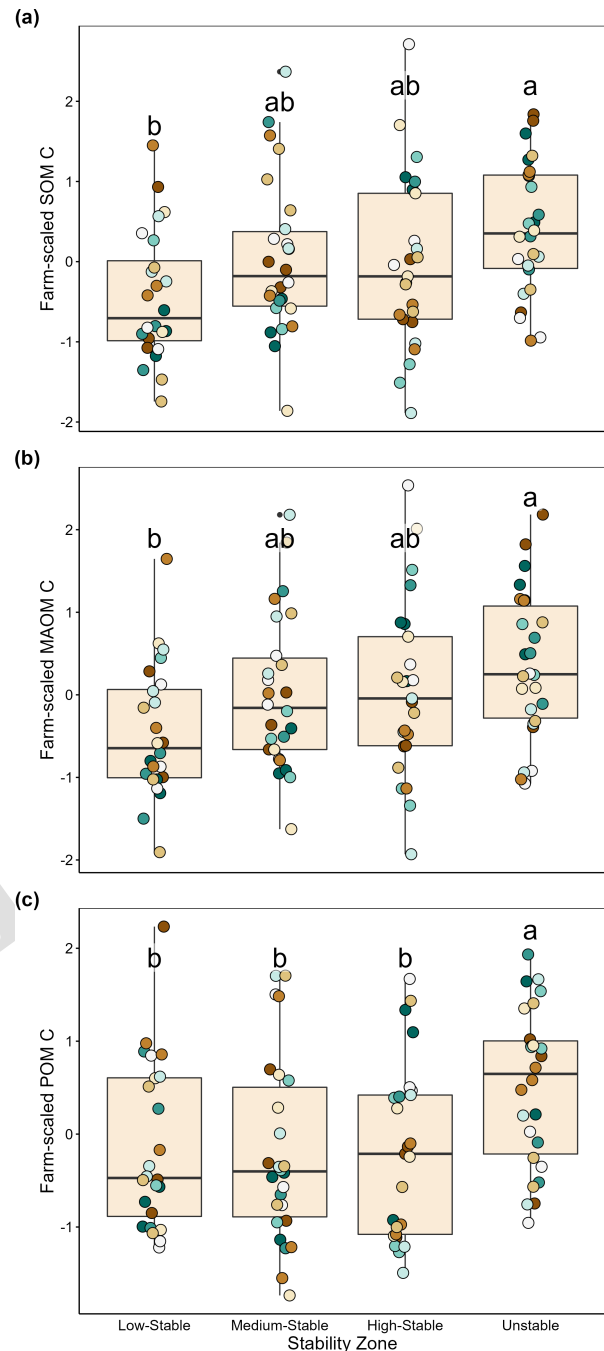 (a)
Farm-scaled SOM C
2
1
0
-1
-2
b
ab
ab
a
(b)
Farm-scaled MAOM C
2
1
0
-1
-2
b
ab
ab
a
(c)
Farm-scaled POM C
2
1
0
-1
b
b
b
a
Low-Stable Medium-Stable High-Stable Unstable
Stability Zone